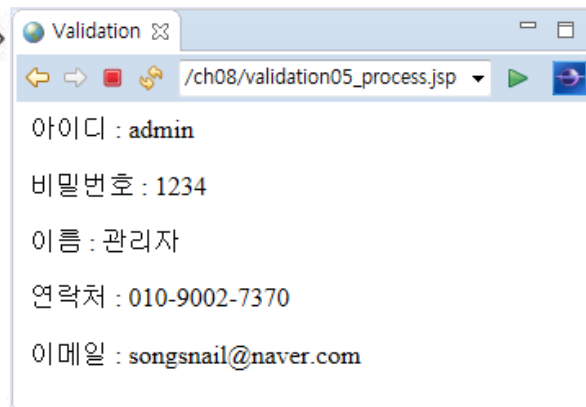 Validation
/ch08/validation05_process.jsp
아이디 : admin
비밀번호 : 1234
이름 : 관리자
연락처 : 010-9002-7370
이메일 : songsnail@naver.com